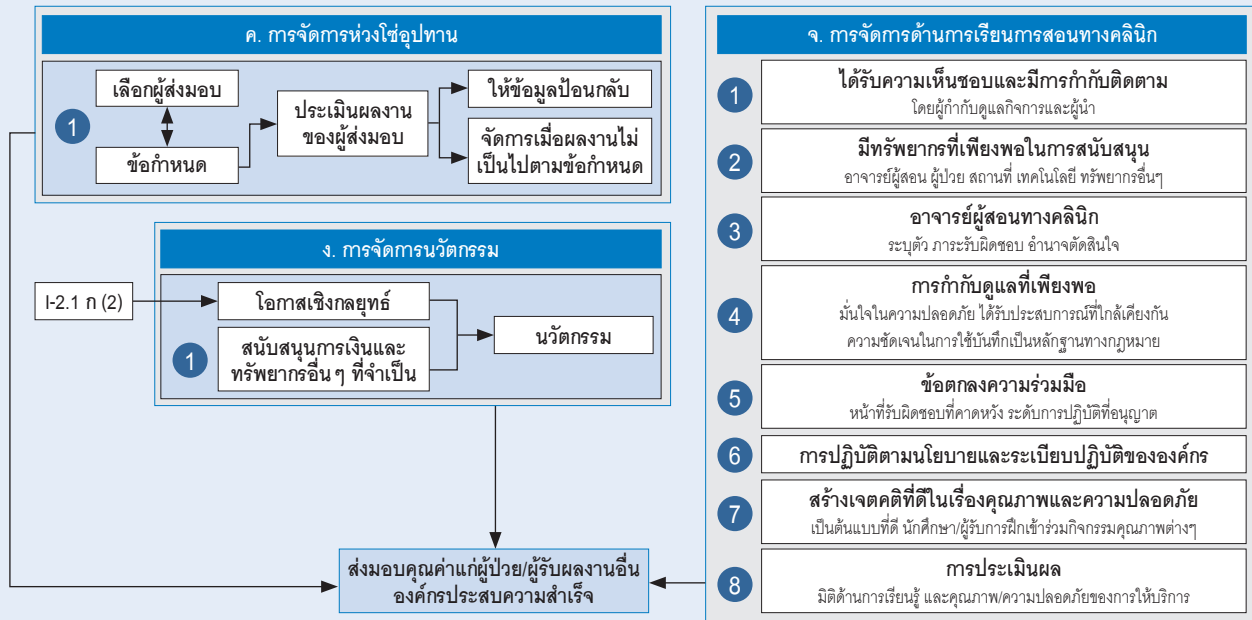 ค. การจัดการห่วงโซ่อุปทาน
1
เลือกผู้ส่งมอบ
ข้อกำหนด
ประเมินผลงาน
ของผู้ส่งมอบ
ให้ข้อมูลป้อนกลับ
จัดการเมื่อผลงานไม่
เป็นไปตามข้อกำหนด
ง. การจัดการนวัตกรรม
I-2.1 ก (2)
โอกาสเชิงกลยุทธ์
1
สนับสนุนการเงินและ
ทรัพยากรอื่นๆ ที่จำเป็น
นวัตกรรม
ส่งมอบคุณค่าแก่ผู้ป่วย/ผู้รับผลงานอื่น
องค์กรประสบความสำเร็จ
จ. การจัดการด้านการเรียนการสอนทางคลินิก
1
ได้รับความเห็นชอบและมีการกำกับติดตาม
โดยผู้กำกับดูแลกิจการและผู้นำ
2
มีทรัพยากรที่เพียงพอในการสนับสนุน
อาจารย์ผู้สอน ผู้ป่วย สถานที่ เทคโนโลยี ทรัพยากรอื่นๆ
3
อาจารย์ผู้สอนทางคลินิก
ระบุตัว ภาระรับผิดชอบ อำนาจตัดสินใจ
4
การกำกับดูแลที่เพียงพอ
มั่นใจในความปลอดภัย ได้รับประสบการณ์ที่ใกล้เคียงกัน
ความชัดเจนในการใช้บันทึกเป็นหลักฐานทางกฎหมาย
5
ข้อตกลงความร่วมมือ
หน้าที่รับผิดชอบที่คาดหวัง ระดับการปฏิบัติที่อนุญาต
6
การปฏิบัติตามนโยบายและระเบียบปฏิบัติขององค์กร
7
สร้างเจตคติที่ดีในเรื่องคุณภาพและความปลอดภัย
เป็นต้นแบบที่ดี นักศึกษา/ผู้รับการฝึกเข้าร่วมกิจกรรมคุณภาพต่างๆ
8
การประเมินผล
มิติด้านการเรียนรู้ และคุณภาพ/ความปลอดภัยของการให้บริการ